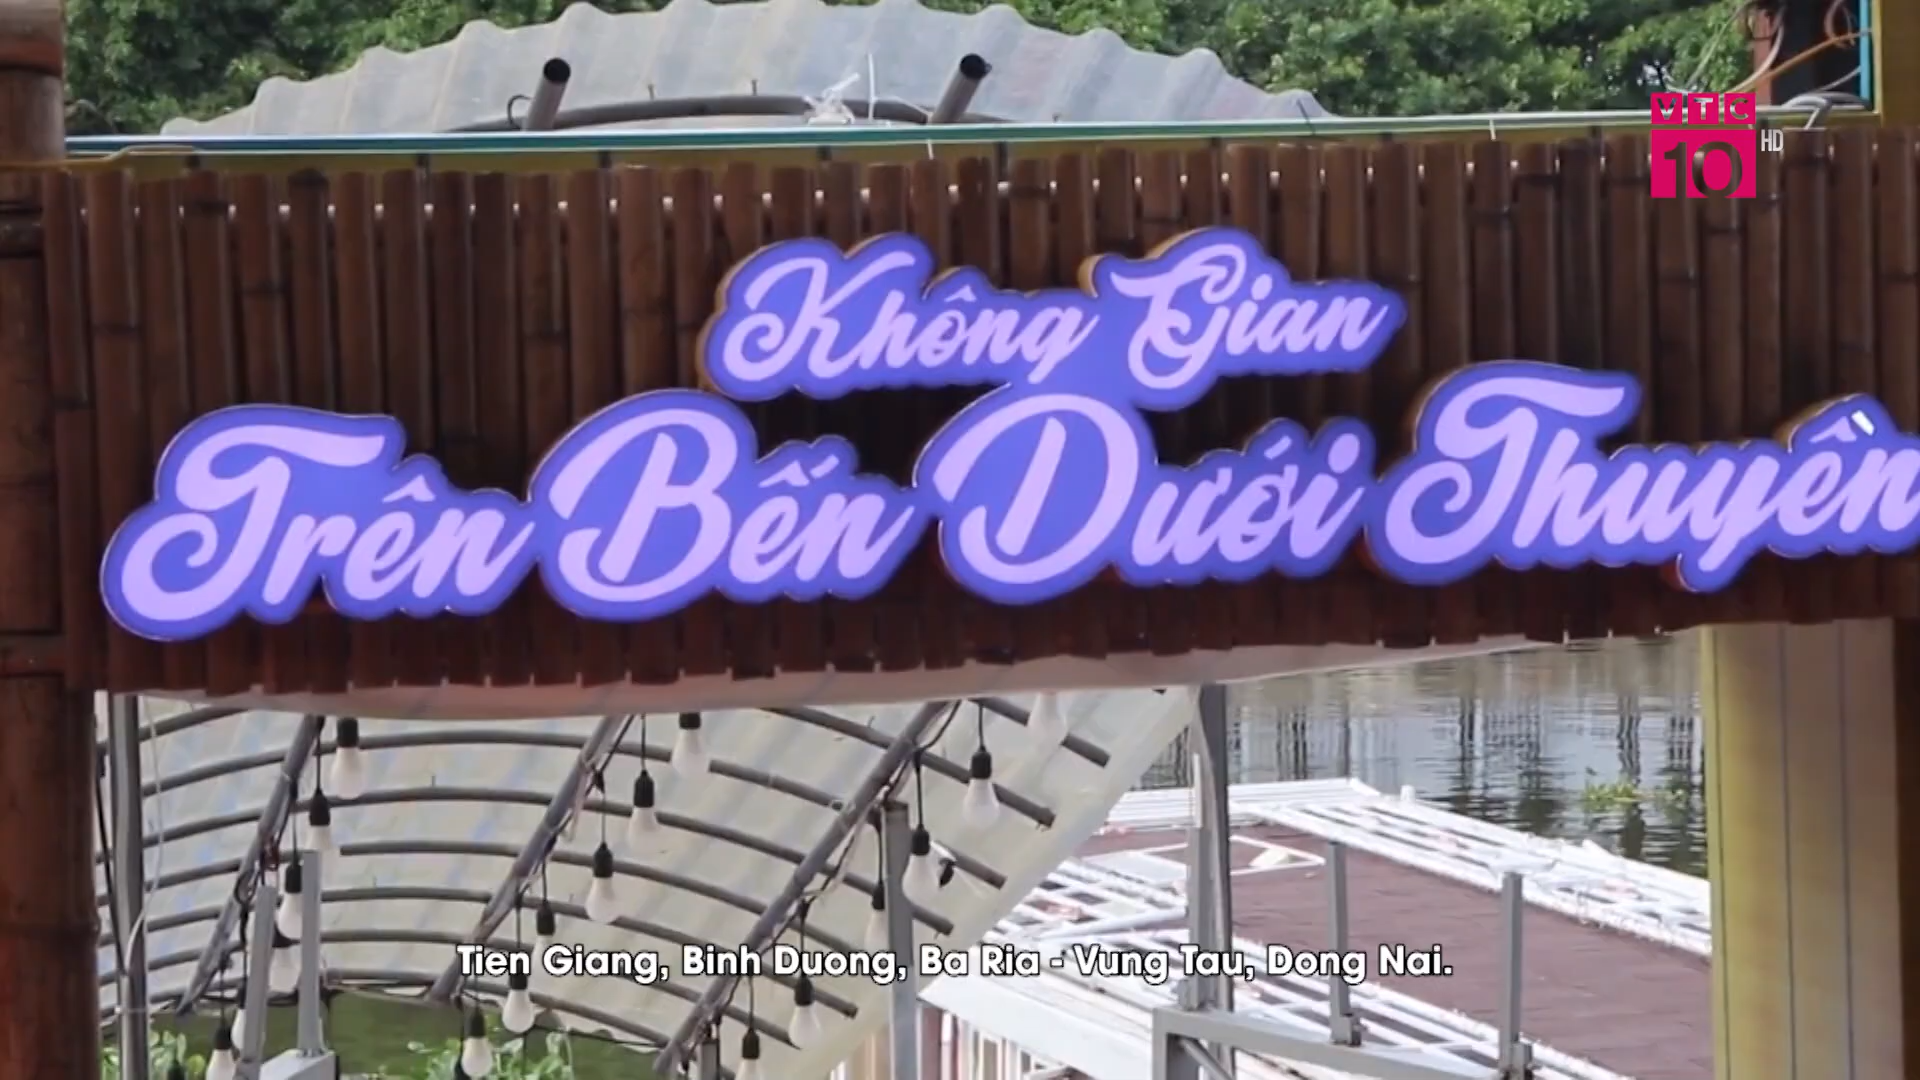 VTC
10 HD
Không Gian
Trên Bến Dưới Thuyền
Tien Giang, Binh Duong, Ba Ria - Vung Tau, Dong Nai.